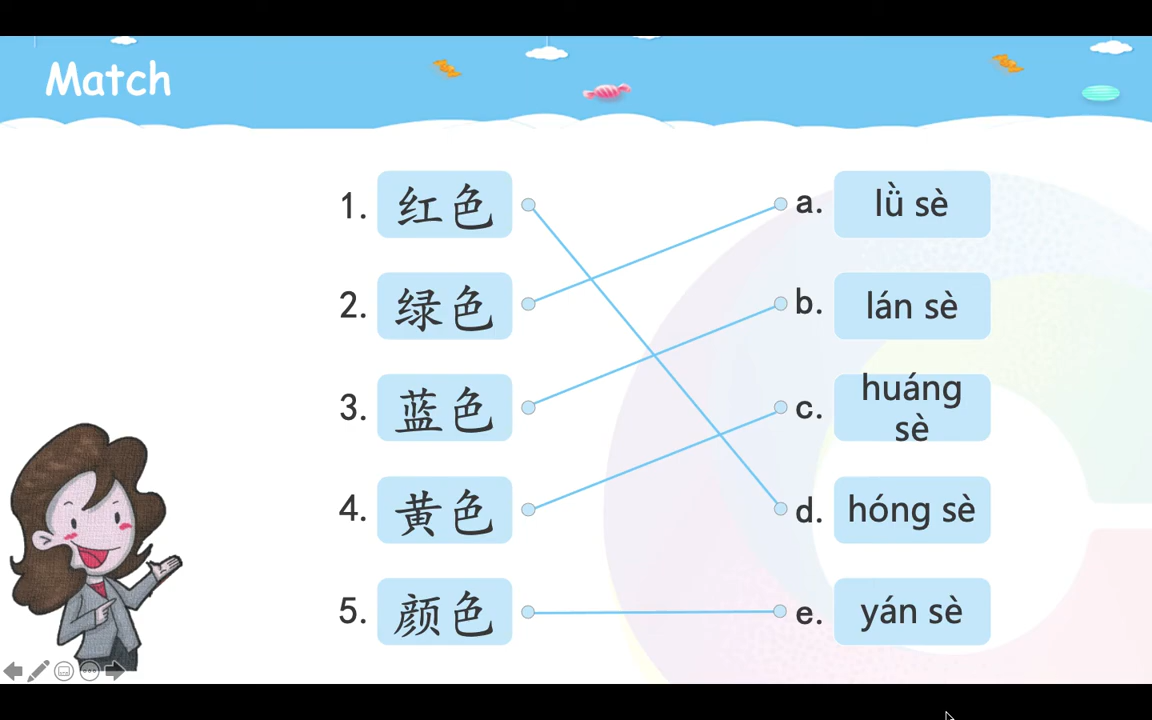 Match
1. 红色
a. lǜ sè
2. 绿色
b. lán sè
3. 蓝色
c. huáng
sè
4. 黄色
d. hóng sè
5. 颜色
e. yán sè